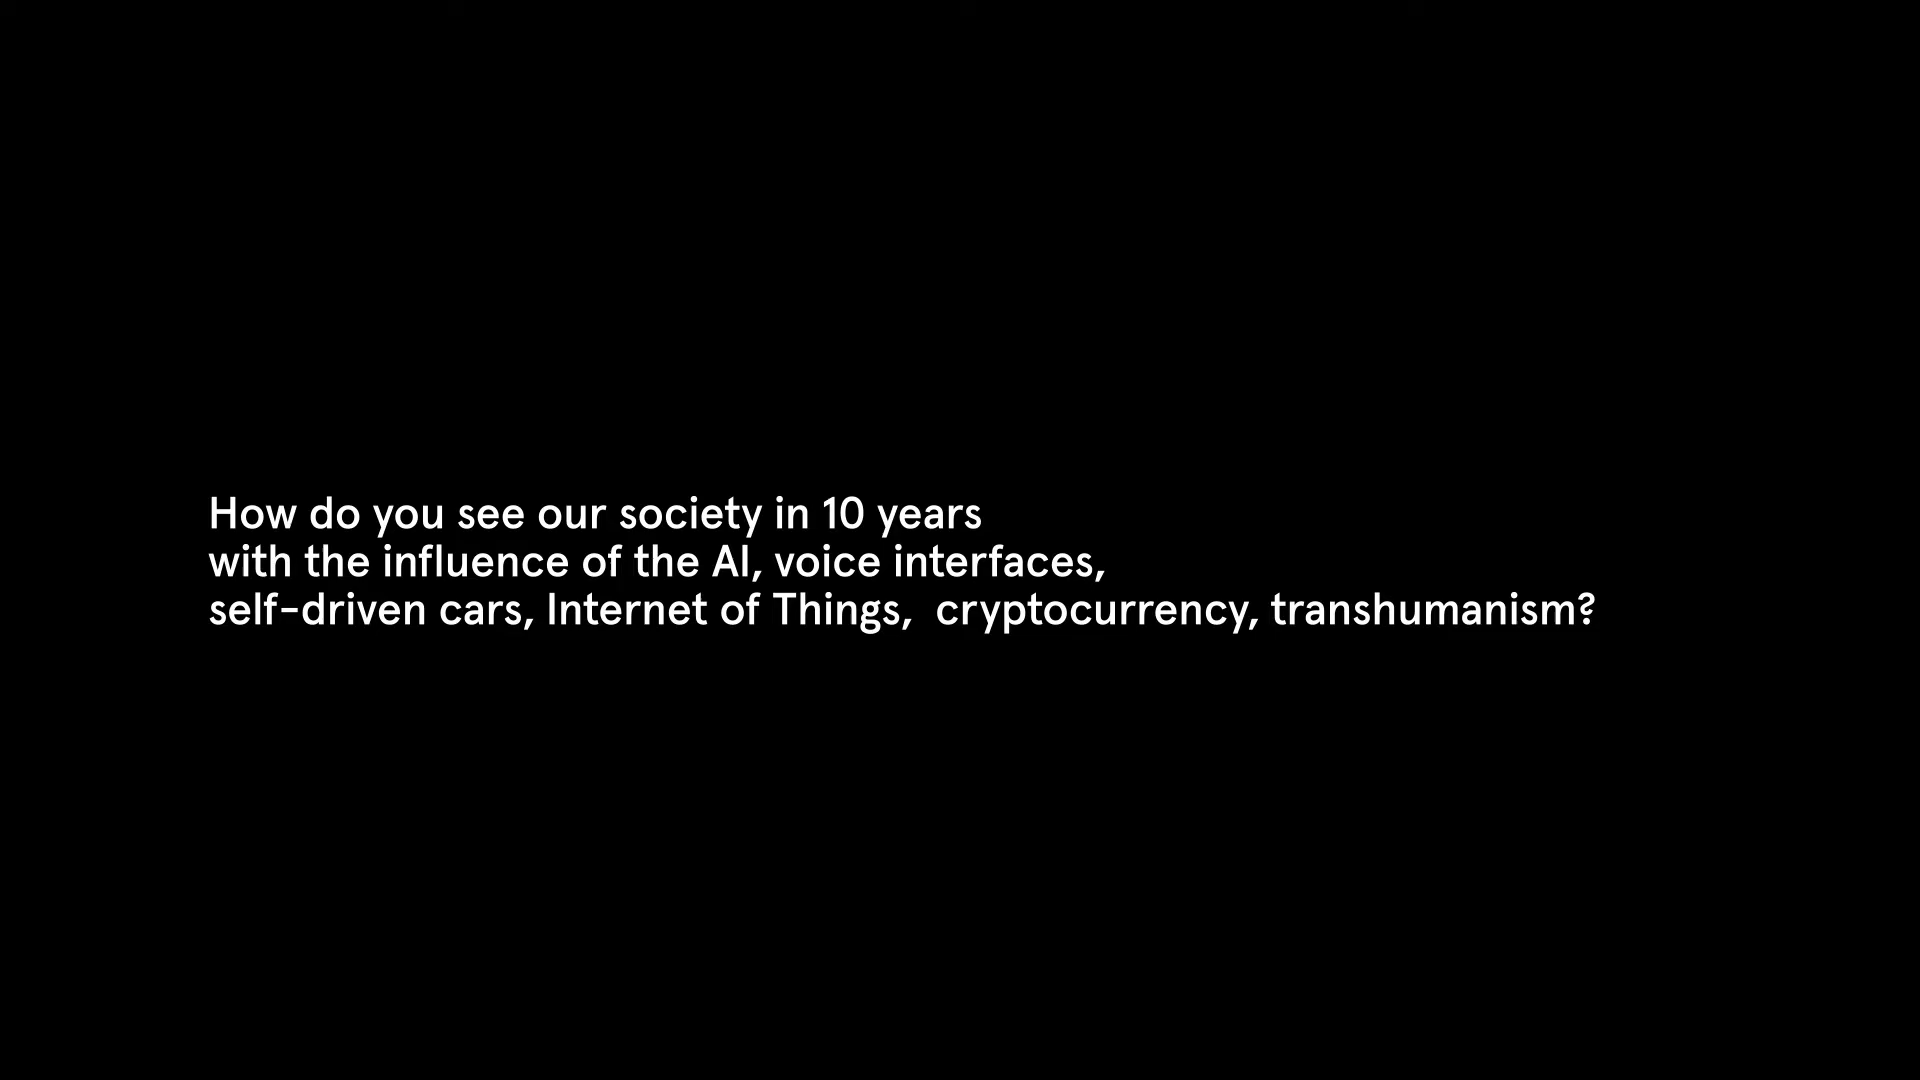 How do you see our society in 10 years
with the influence of the AI, voice interfaces,
self-driven cars, Internet of Things,  cryptocurrency, transhumanism?